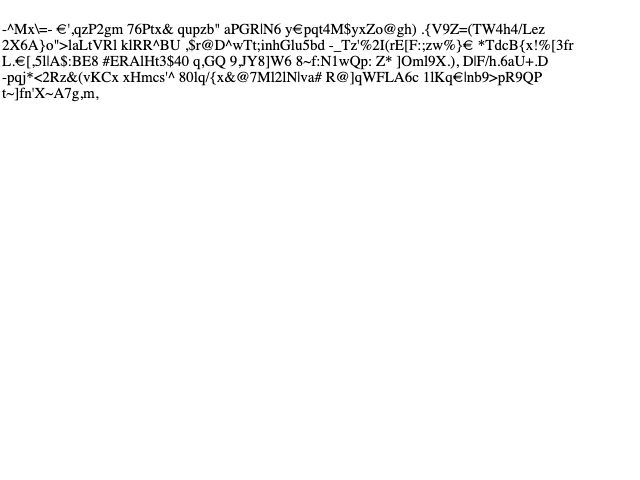 -^Mx\=- €',qzP2gm 76Ptx& qupzb" aPGR|N6 y€pqt4M$yxZo@gh) .{V9Z=(TW4h4/Lez
2X6A}o">laLtVRl klRR^BU ,$r@D^wTt;inhGlu5bd -_Tz'%2I(rE[F:;zw%}€ *TdcB{x!%[3fr
L.€[,5l|A$:BE8 #ERAlHt3$40 q,GQ 9,JY8]W6 8~f:N1wQp: Z* ]Oml9X.), D|F/h.6aU+.D
-pqj*<2Rz&(vKCx xHmcs'^ 80Iq/{x&@7Ml2lN|va# R@]qWFLA6c 1lKq€|nb9>pR9QP
t~]fn'X~A7g,m,